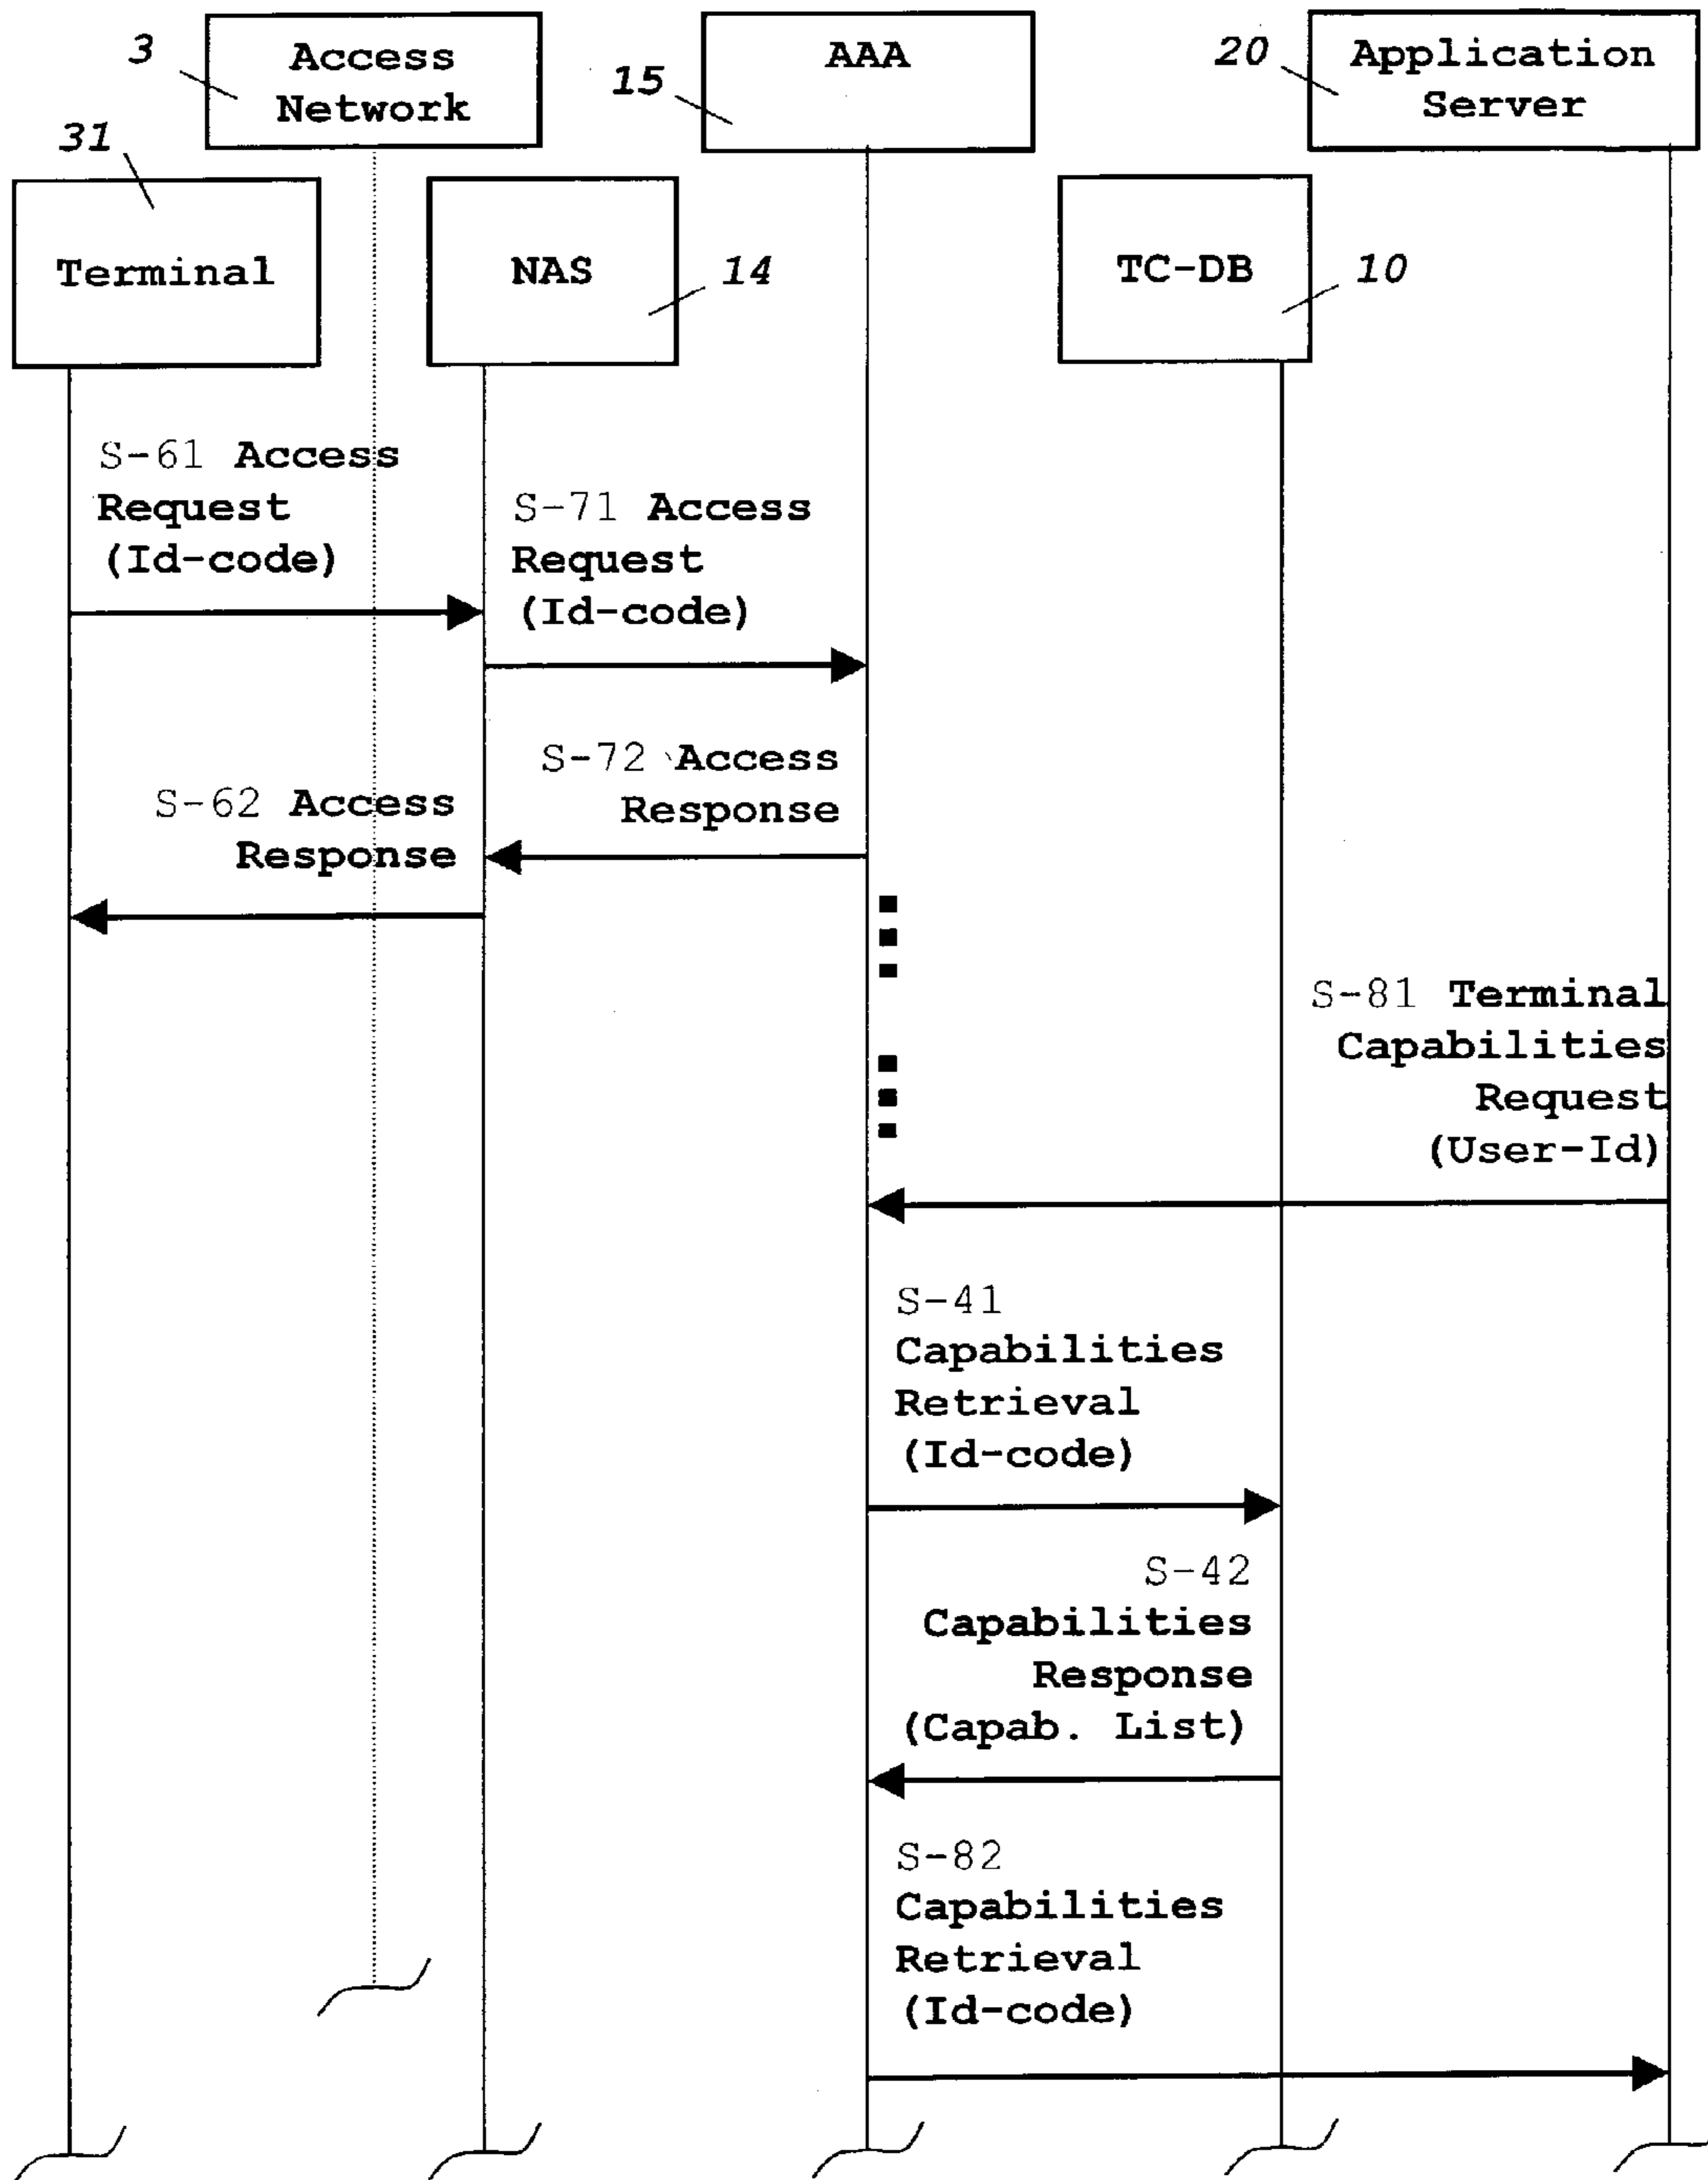 3
Access
Network
15
AAA
20
Application
Server
31
Terminal
NAS
14
TC-DB
10
S-61 Access
Request
(Id-code)
S-71 Access
Request
(Id-code)
S-72 Access
Response
S-62 Access
Response
S-81 Terminal
Capabilities
Request
(User-Id)
S-41
Capabilities
Retrieval
(Id-code)
S-42
Capabilities
Response
(Capab. List)
S-82
Capabilities
Retrieval
(Id-code)